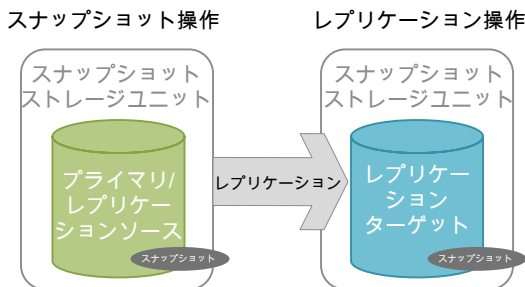 スナップショット操作
レプリケーション操作
スナップショット
ストレージユニット
プライマリ/
レプリケー
ションソース
スナップショット
レプリケーション
スナップショット
ストレージユニット
レプリケー
ション
ターゲット
スナップショット